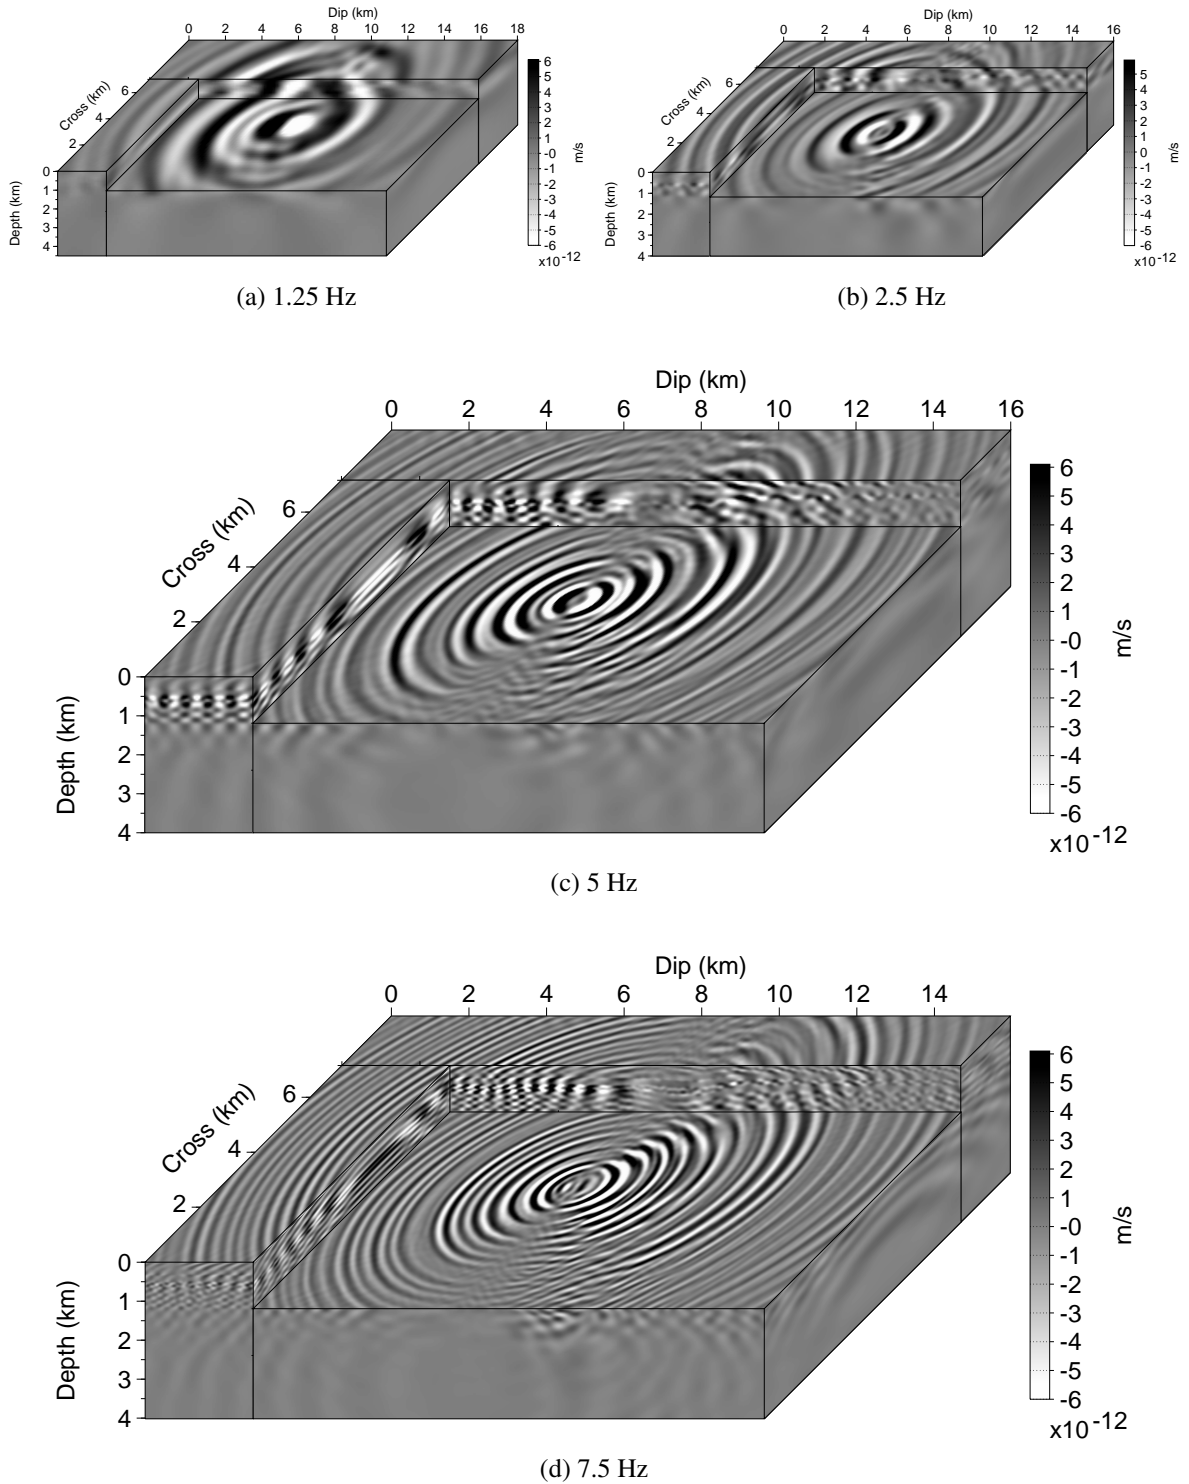 Dip (km)
0 2 4 6 8 10 12 14 16 18
Cross (km)
6
4
2
Depth (km)
0
1
2
3
4
6
5
4
3
2
1
-0
-1
-2
-3
-4
-5
-6
m/s
x10-12
(a) 1.25 Hz
Dip (km)
0 2 4 6 8 10 12 14 16
Cross (km)
6
4
2
Depth (km)
0
1
2
3
4
5
4
3
2
1
-0
-1
-2
-3
-4
-5
-6
m/s
x10-12
(b) 2.5 Hz
Dip (km)
0 2 4 6 8 10 12 14 16
Cross (km)
6
4
2
Depth (km)
0
1
2
3
4
6
5
4
3
2
1
-0
-1
-2
-3
-4
-5
-6
m/s
x10-12
(c) 5 Hz
Dip (km)
0 2 4 6 8 10 12 14
Cross (km)
6
4
2
Depth (km)
0
1
2
3
4
6
5
4
3
2
1
-0
-1
-2
-3
-4
-5
-6
m/s
x10-12
(d) 7.5 Hz